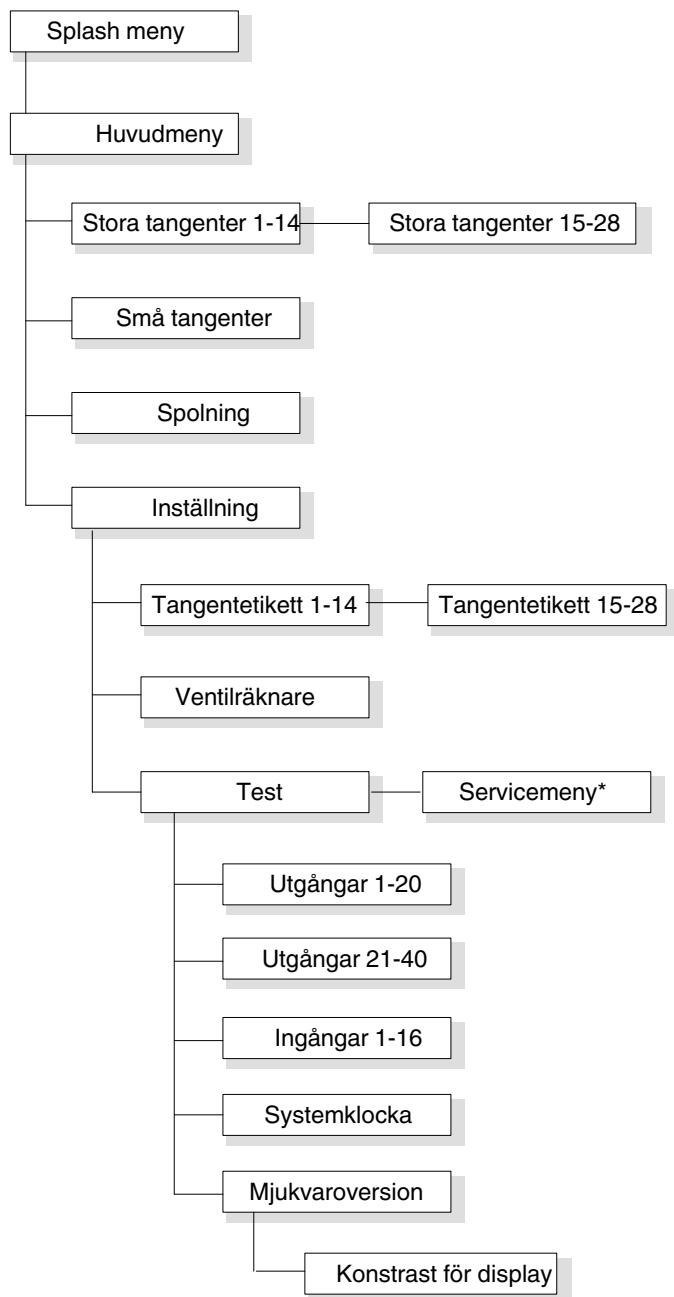 Splash meny
Huvudmeny
Stora tangenter 1-14
Stora tangenter 15-28
Små tangenter
Spolning
Inställning
Tangentetikett 1-14
Tangentetikett 15-28
Ventilräknare
Test
Servicemeny*
Utgångar 1-20
Utgångar 21-40
Ingångar 1-16
Systemklocka
Mjukvaroversion
Konstrast för display